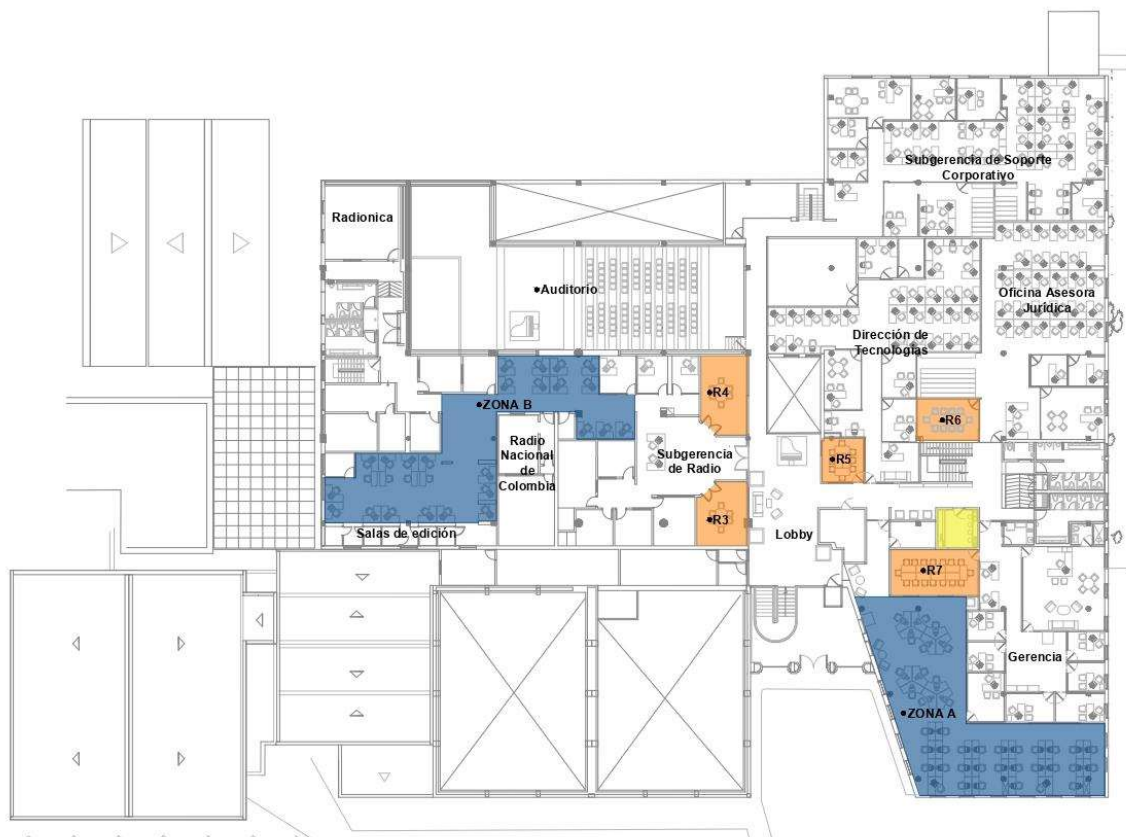 Subgerencia de Soporte
Corporativo
Radionica
Auditorio
Oficina Asesora
Jurídica
Dirección de
Tecnologías
R4
ZONA B
R6
Radio
Nacional
de
Colombia
Subgerencia
de Radio
R5
R3
Salas de edición
Lobby
R7
Gerencia
ZONA A